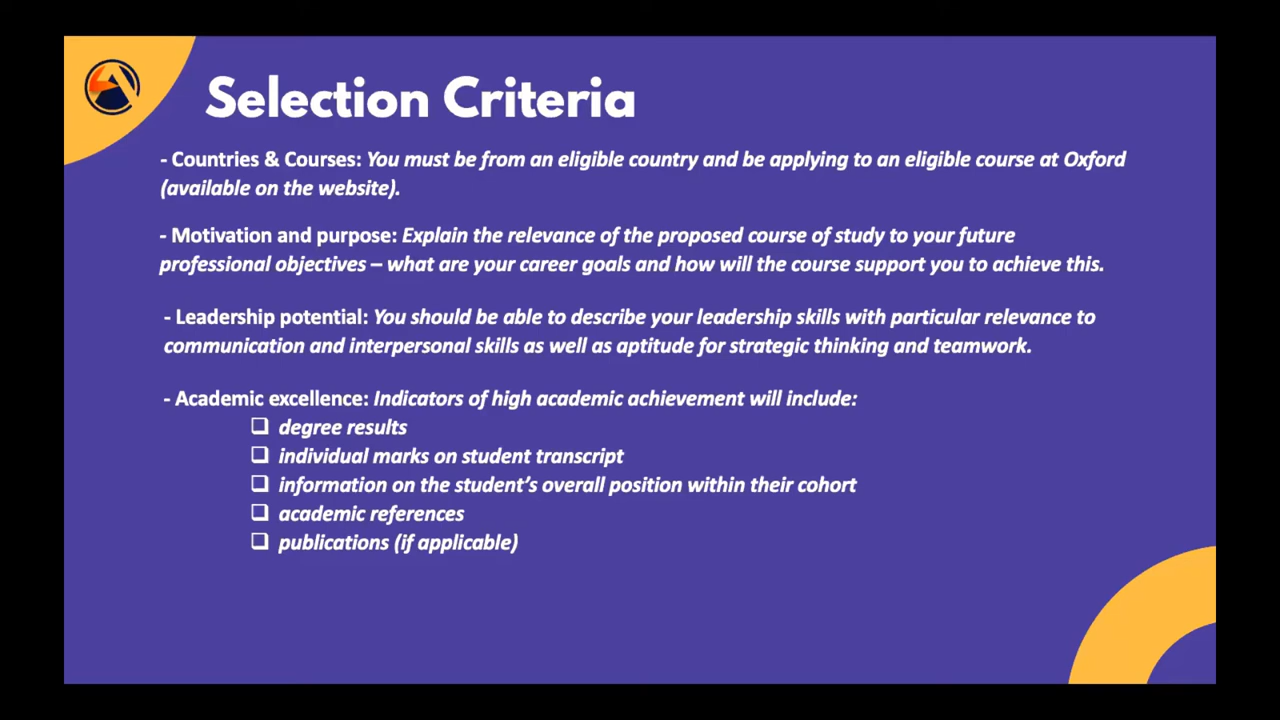 Selection Criteria
- Countries & Courses: You must be from an eligible country and be applying to an eligible course at Oxford
(available on the website).
- Motivation and purpose: Explain the relevance of the proposed course of study to your future
professional objectives – what are your career goals and how will the course support you to achieve this.
- Leadership potential: You should be able to describe your leadership skills with particular relevance to
communication and interpersonal skills as well as aptitude for strategic thinking and teamwork.
- Academic excellence: Indicators of high academic achievement will include:
❑ degree results
❑ individual marks on student transcript
❑ information on the student’s overall position within their cohort
❑ academic references
❑ publications (if applicable)